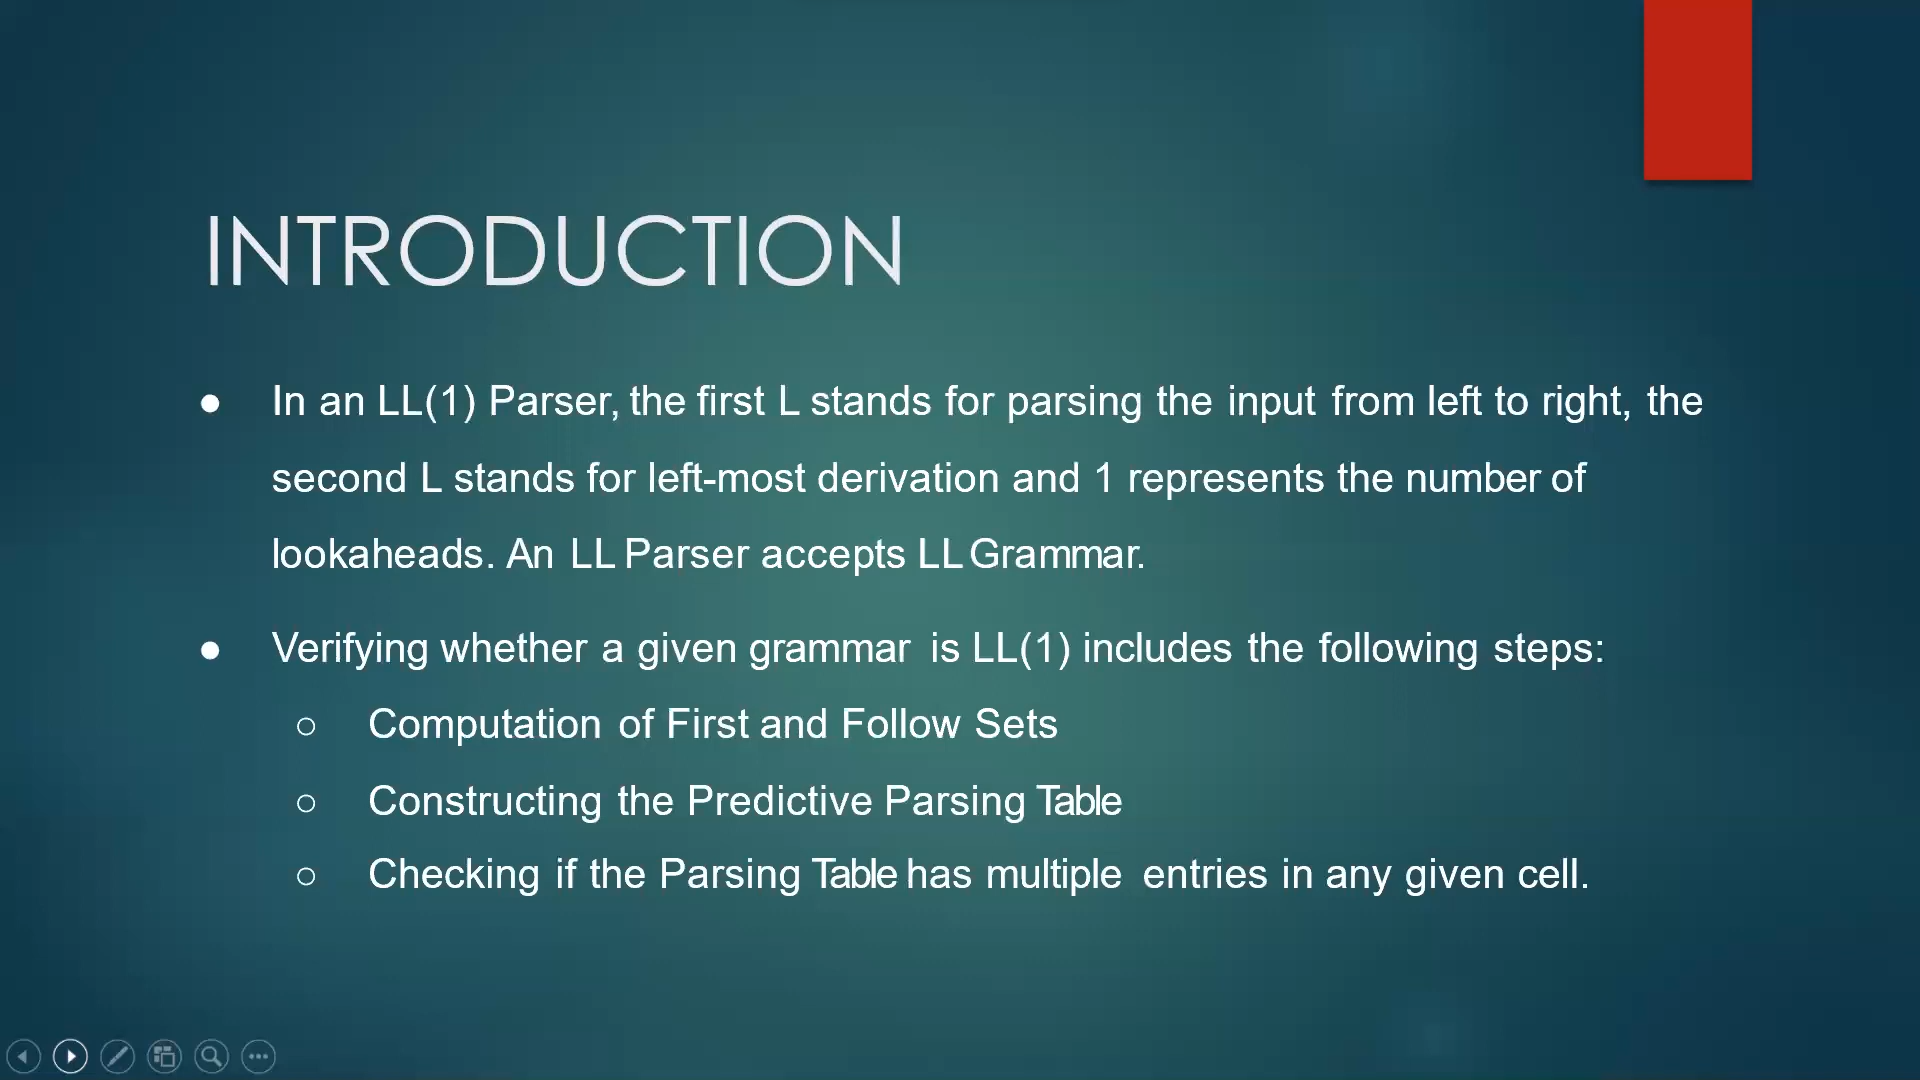 INTRODUCTION
● In an LL(1) Parser, the first L stands for parsing the input from left to right, the
second L stands for left-most derivation and 1 represents the number of
lookaheads. An LL Parser accepts LL Grammar.
● Verifying whether a given grammar is LL(1) includes the following steps:
○ Computation of First and Follow Sets
○ Constructing the Predictive Parsing Table
○ Checking if the Parsing Table has multiple entries in any given cell.